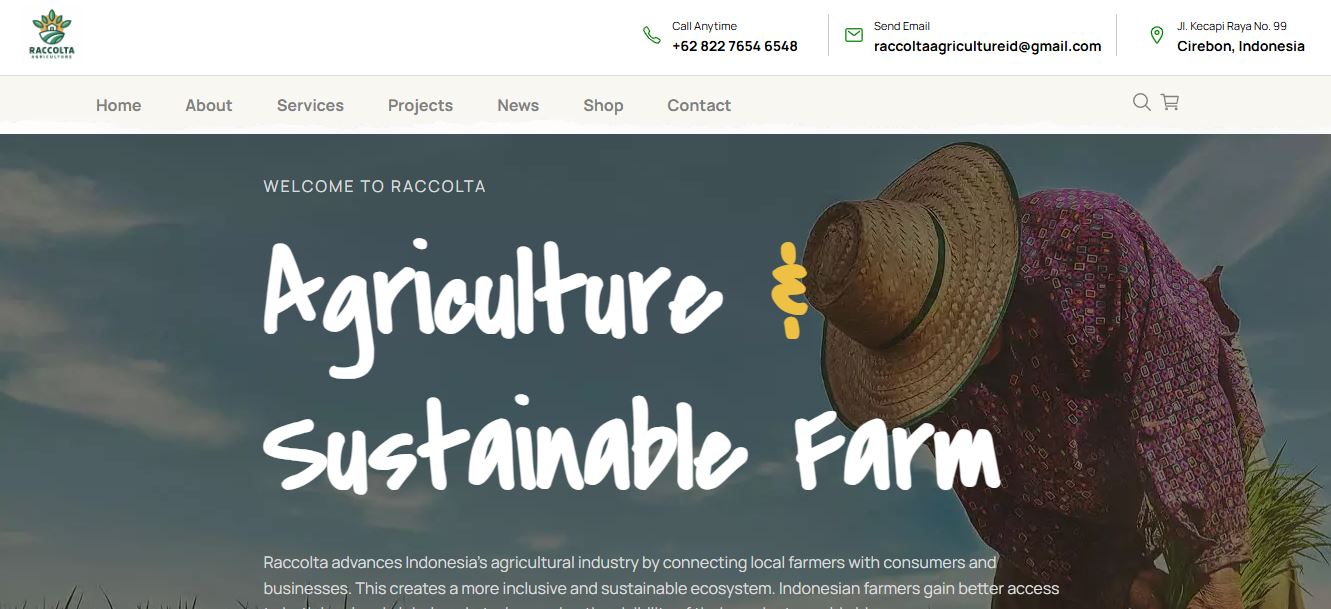 RACCOLTA
AGRICULTURE
Call Anytime
+62 822 7654 6548
Send Email
raccoltaagricultureid@gmail.com
Jl. Kecapi Raya No. 99
Cirebon, Indonesia
Home About Services Projects News Shop Contact
WELCOME TO RACCOLTA
Agriculture &
Sustainable Farm
Raccolta advances Indonesia's agricultural industry by connecting local farmers with consumers and
businesses. This creates a more inclusive and sustainable ecosystem. Indonesian farmers gain better access